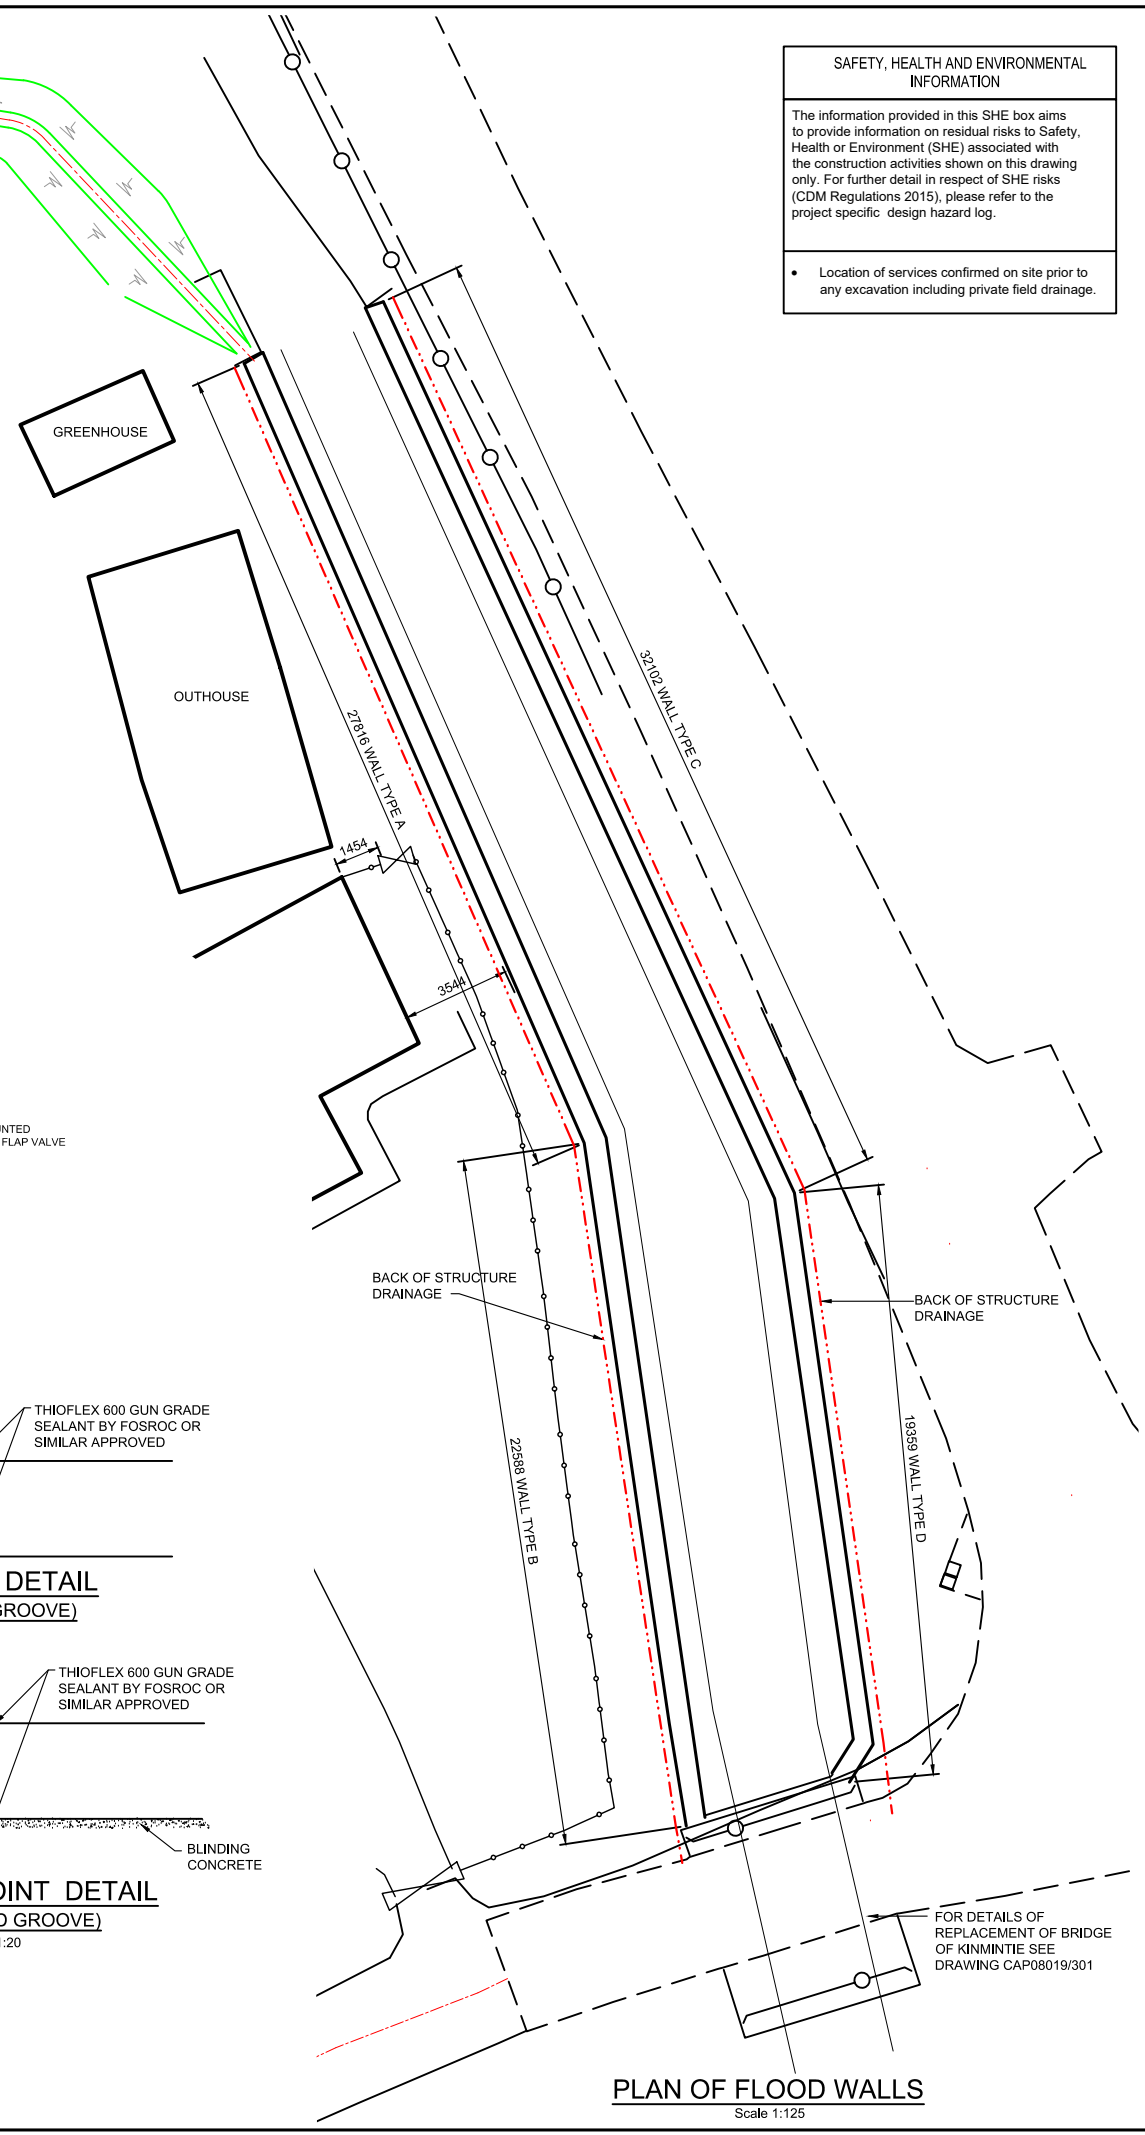 SAFETY, HEALTH AND ENVIRONMENTAL
INFORMATION
The information provided in this SHE box aims
to provide information on residual risks to Safety,
Health or Environment (SHE) associated with
the construction activities shown on this drawing
only. For further detail in respect of SHE risks
(CDM Regulations 2015), please refer to the
project specific design hazard log.
• Location of services confirmed on site prior to
any excavation including private field drainage.
GREENHOUSE
OUTHOUSE
32102 WALL TYPE C
27816 WALL TYPE A
1454
3544
UNTED
FLAP VALVE
BACK OF STRUCTURE
DRAINAGE
BACK OF STRUCTURE
DRAINAGE
THIOFLEX 600 GUN GRADE
SEALANT BY FOSROC OR
SIMILAR APPROVED
22588 WALL TYPE B
19359 WALL TYPE D
DETAIL
GROOVE)
THIOFLEX 600 GUN GRADE
SEALANT BY FOSROC OR
SIMILAR APPROVED
BLINDING
CONCRETE
OINT DETAIL
D GROOVE)
1:20
FOR DETAILS OF
REPLACEMENT OF BRIDGE
OF KINMINTIE SEE
DRAWING CAP08019/301
PLAN OF FLOOD WALLS
Scale 1:125